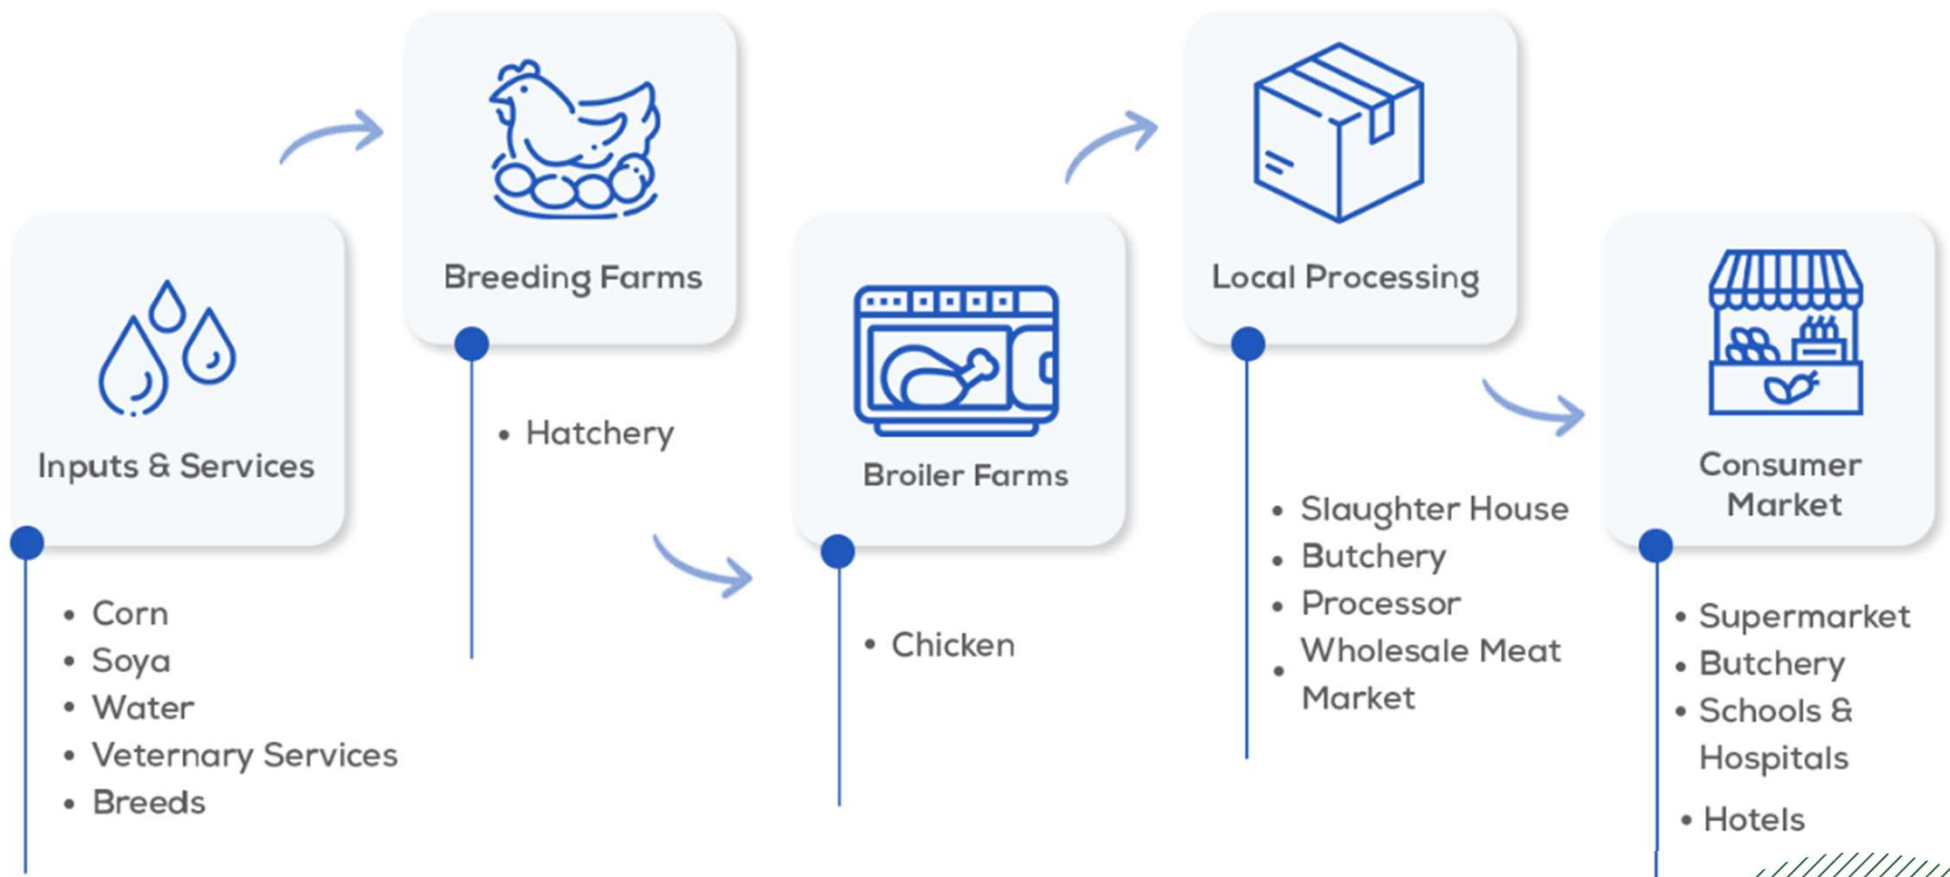 Inputs & Services
• Corn
• Soya
• Water
• Veternary Services
• Breeds
Breeding Farms
• Hatchery
Broiler Farms
• Chicken
Local Processing
• Slaughter House
• Butchery
• Processor
• Wholesale Meat
Market
Consumer
Market
• Supermarket
• Butchery
• Schools &
Hospitals
• Hotels